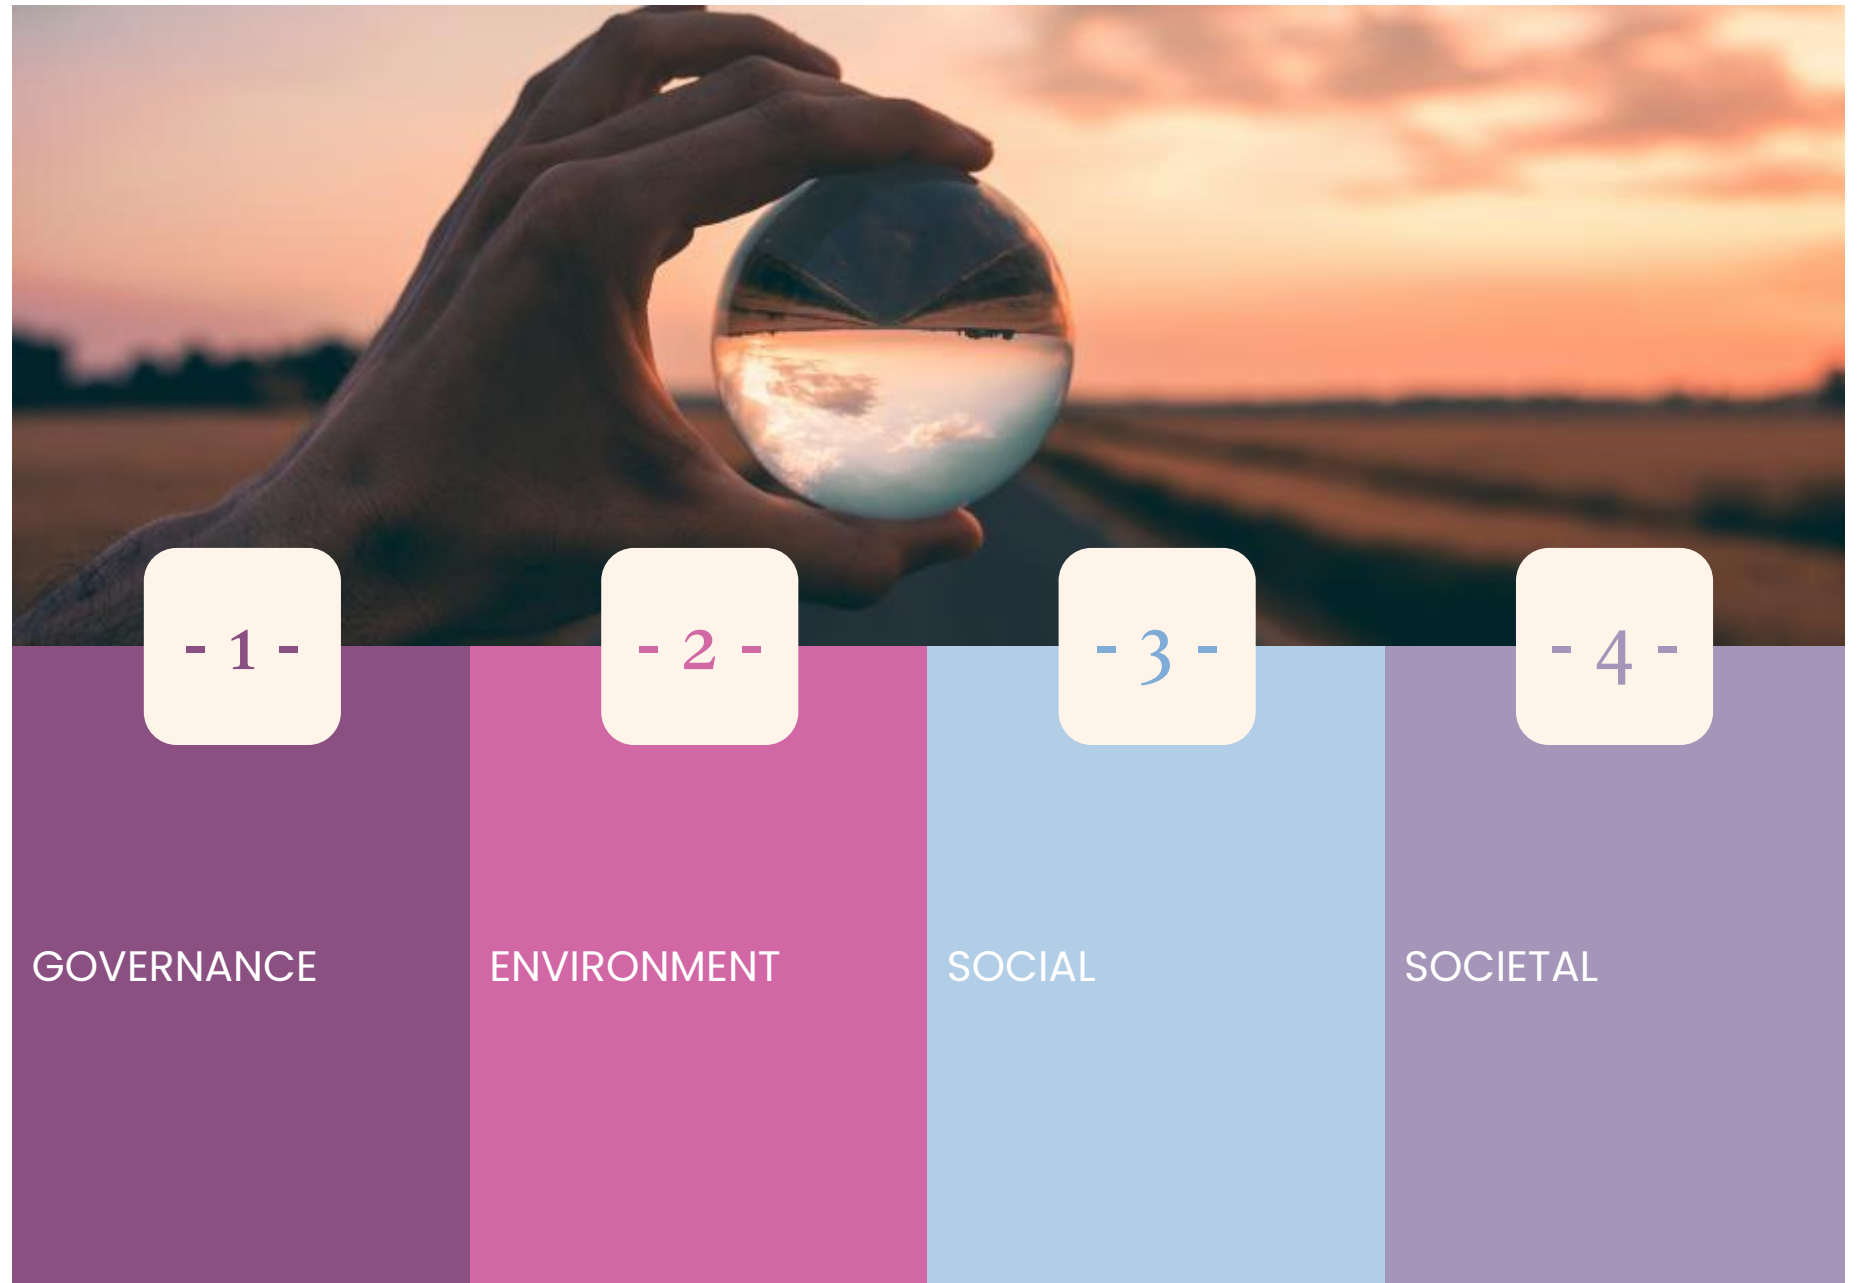 - 1 -
- 2 -
- 3 -
- 4 -
GOVERNANCE
ENVIRONMENT
SOCIAL
SOCIETAL